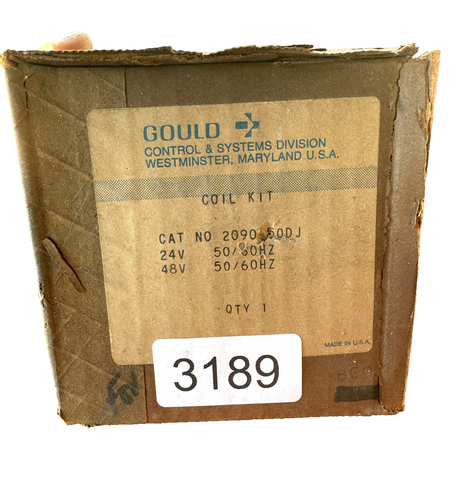 GOULD
CONTROL & SYSTEMS DIVISION
WESTMINSTER, MARYLAND U.S.A.
COIL KIT
CAT NO 2090-50DJ
24V 50/60HZ
48V 50/60HZ
QTY 1
MADE IN U.S.A.
3189